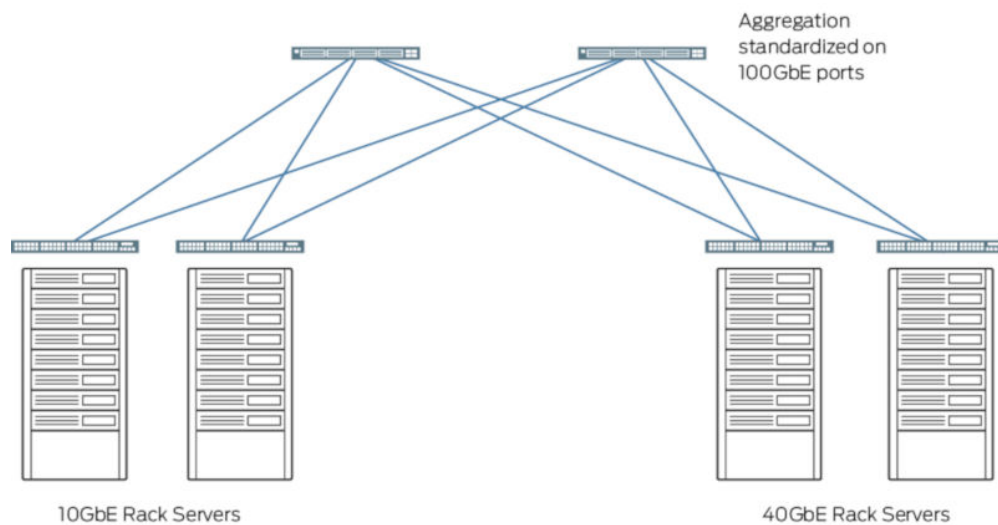 Aggregation
standardized on
100GbE ports
10GbE Rack Servers
40GbE Rack Servers